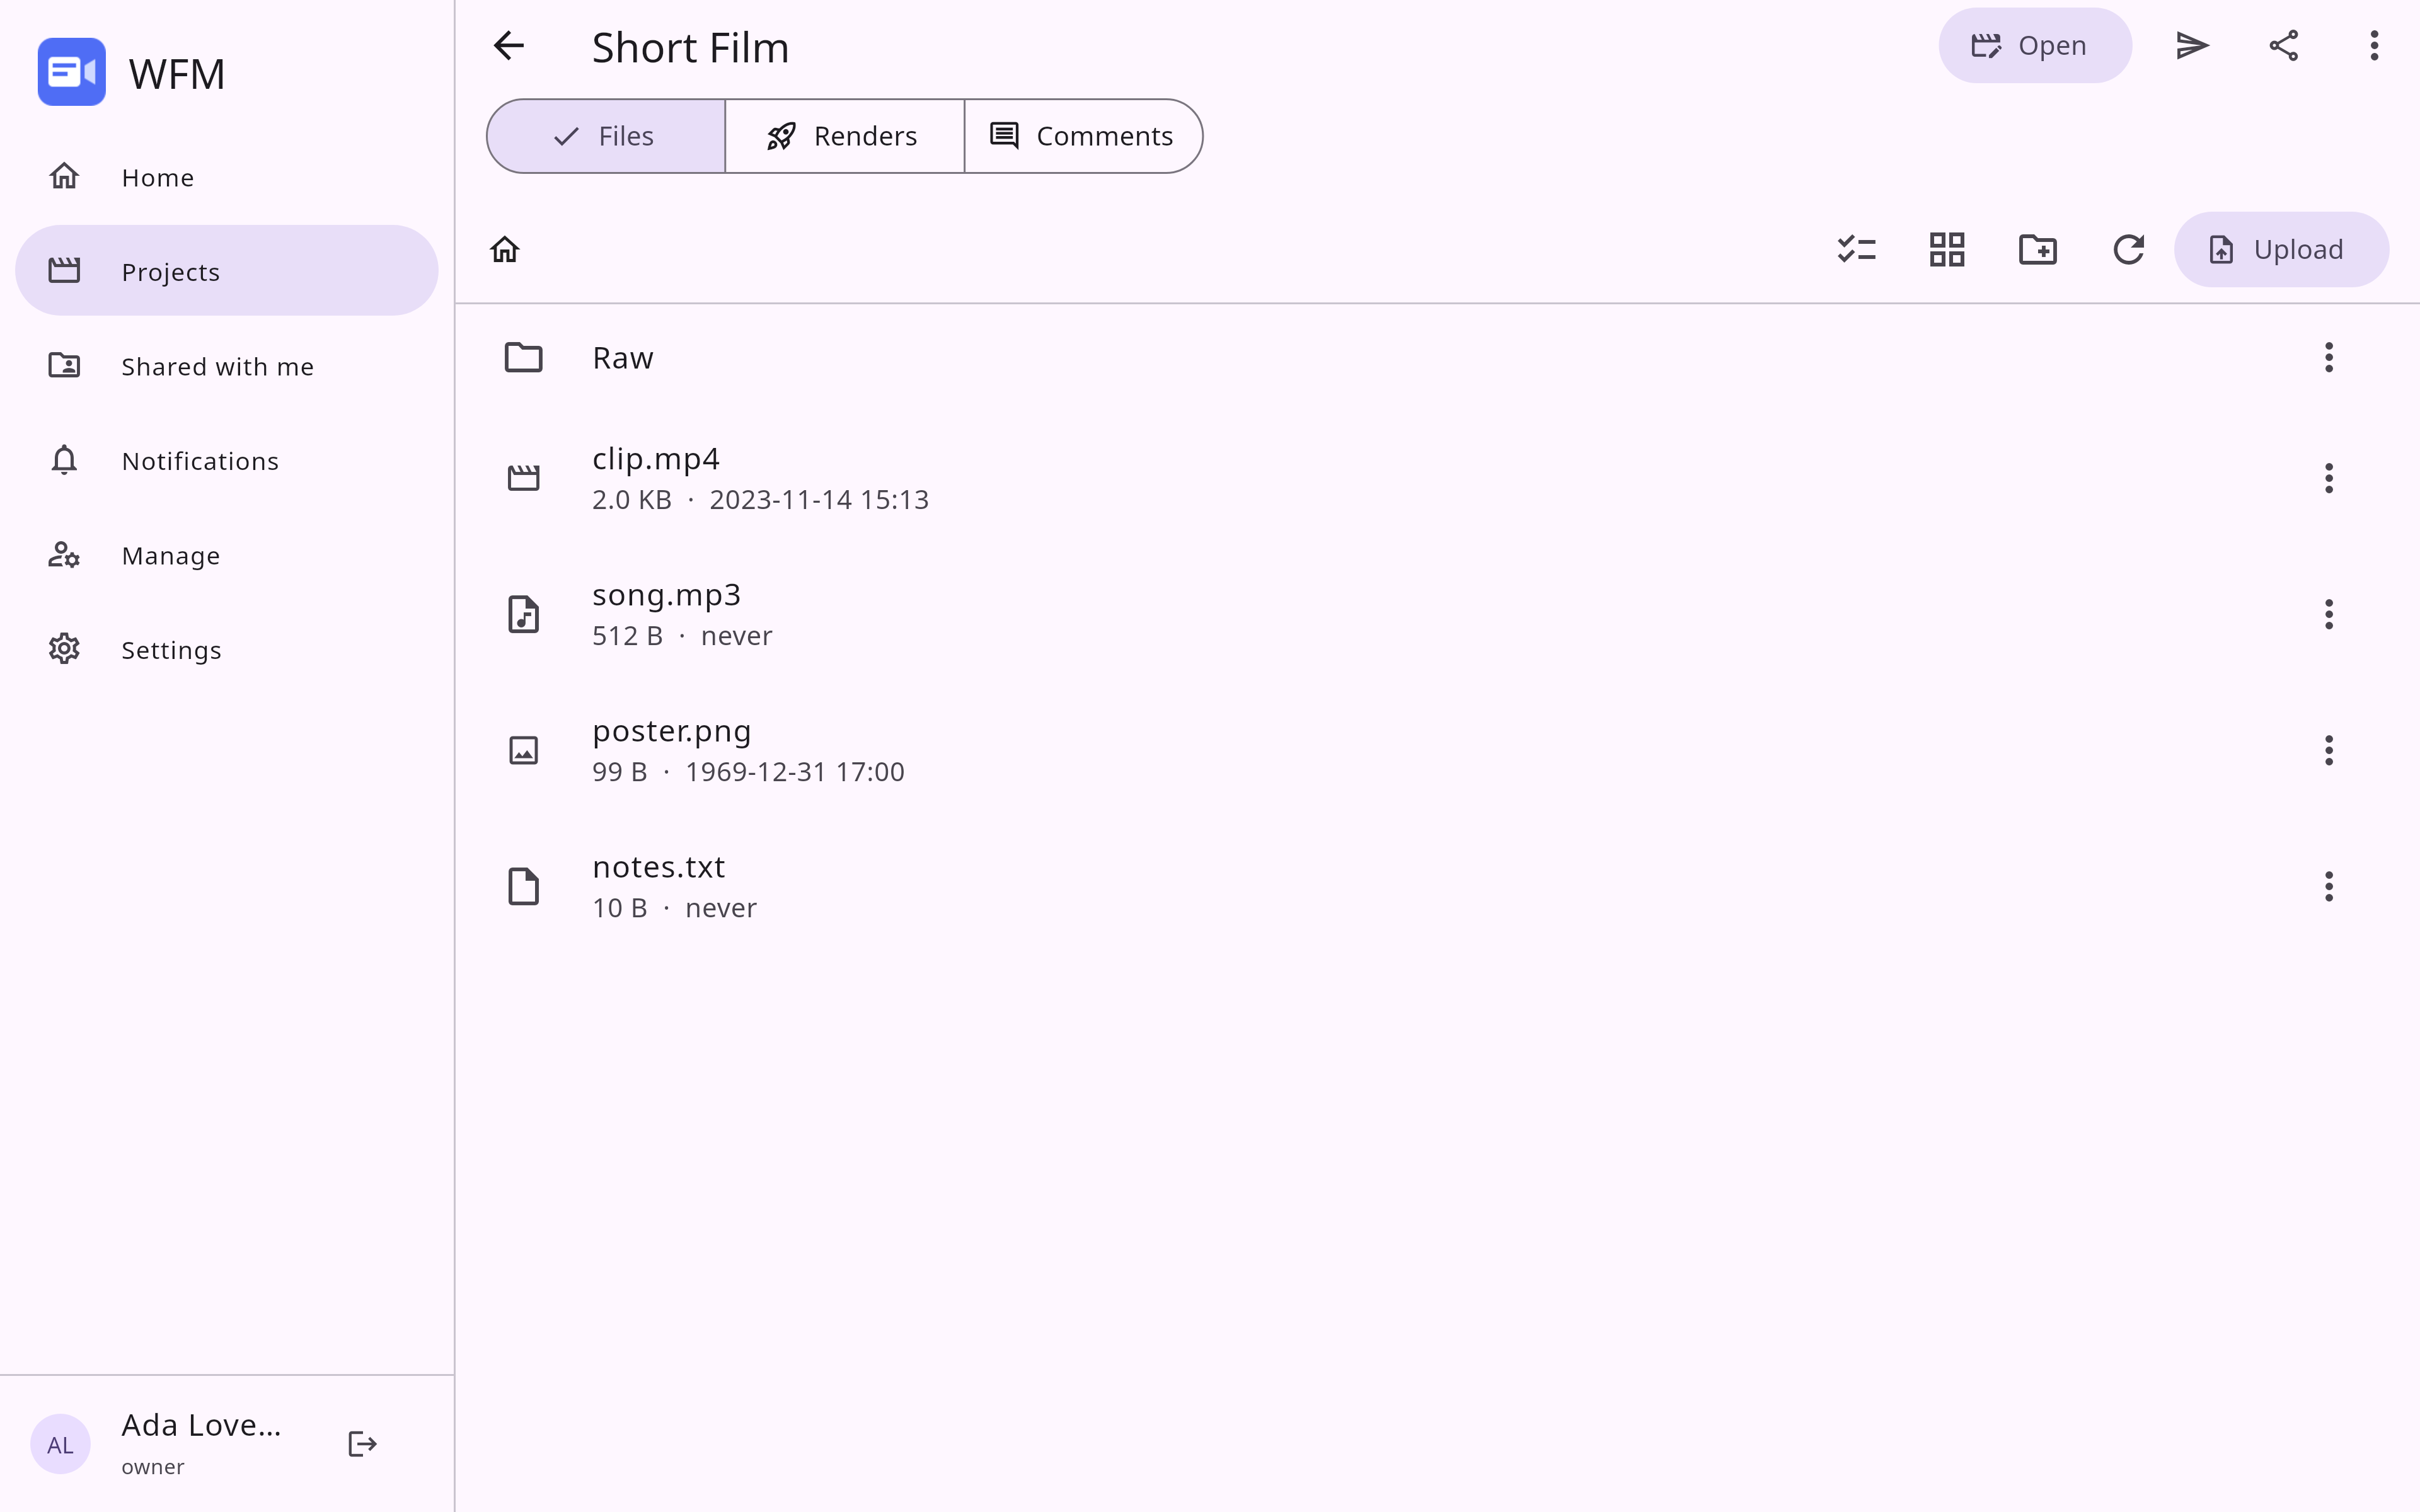 WFM
Home
Projects
Shared with me
Notifications
Manage
Settings
AL
Ada Love...
owner
Short Film
Open
Files
Renders
Comments
Upload
Raw
clip.mp4
2.0 KB · 2023-11-14 15:13
song.mp3
512 B · never
poster.png
99 B · 1969-12-31 17:00
notes.txt
10 B · never